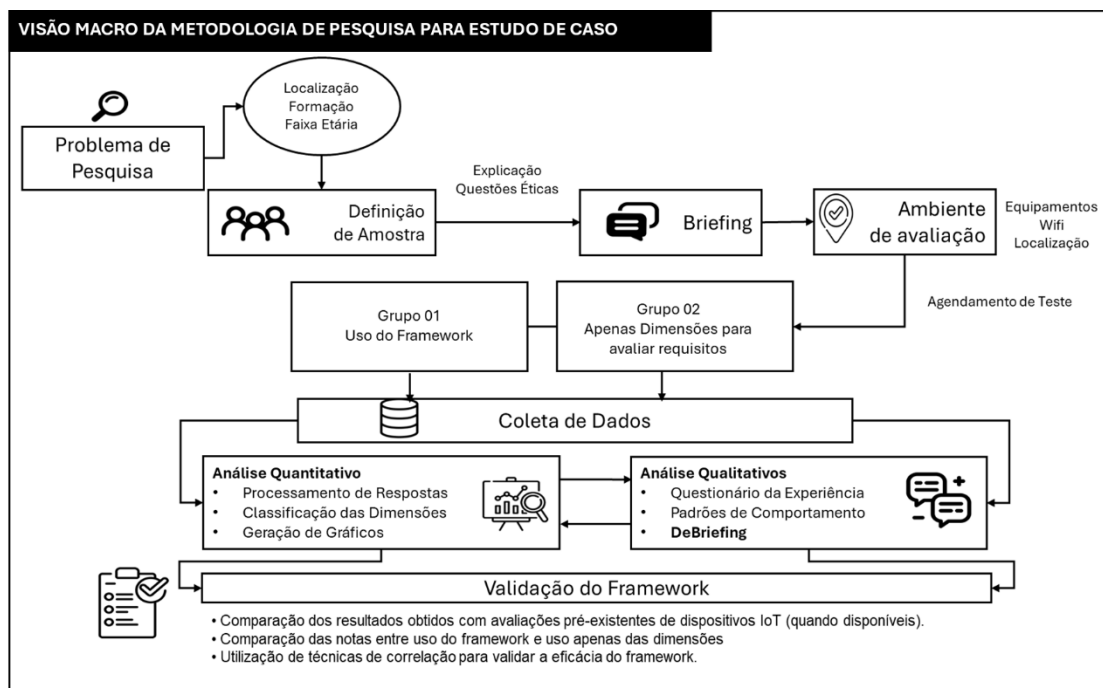 VISÃO MACRO DA METODOLOGIA DE PESQUISA PARA ESTUDO DE CASO
Localização
Formação
Faixa Etária
Problema de
Pesquisa
Definição
de Amostra
Explicação
Questões Éticas
Briefing
Ambiente
de avaliação
Equipamentos
Wifi
Localização
Agendamento de Teste
Grupo 01
Uso do Framework
Grupo 02
Apenas Dimensões para
avaliar requisitos
Coleta de Dados
Análise Quantitativo
• Processamento de Respostas
• Classificação das Dimensões
• Geração de Gráficos
Análise Qualitativos
• Questionário da Experiência
• Padrões de Comportamento
• DeBriefing
Validação do Framework
• Comparação dos resultados obtidos com avaliações pré-existentes de dispositivos IoT (quando disponíveis).
• Comparação das notas entre uso do framework e uso apenas das dimensões
• Utilização de técnicas de correlação para validar a eficácia do framework.